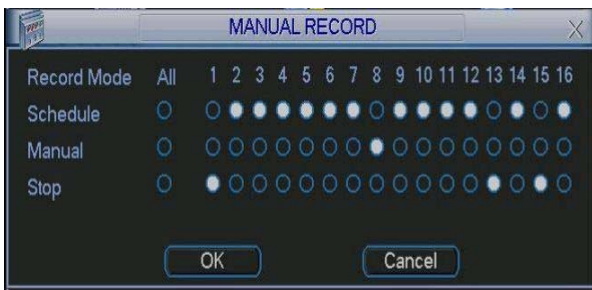 MANUAL RECORD
Record Mode All 1 2 3 4 5 6 7 8 9 10 11 12 13 14 15 16
Schedule
Manual
Stop
OK Cancel